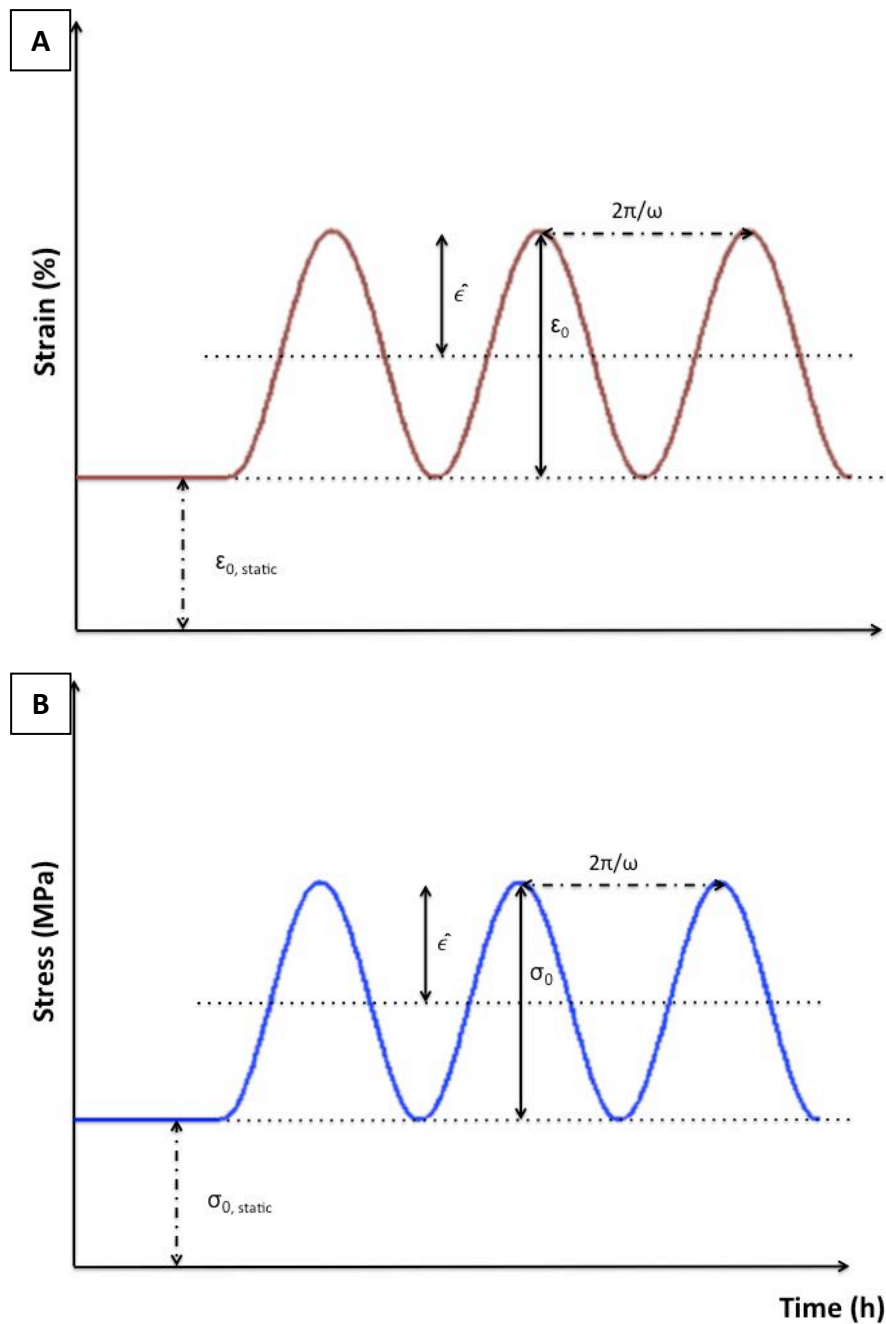 A
2π/ω
ϵ̂
ε0
Strain (%)
ε0, static
B
2π/ω
ϵ̂
σ0
Stress (MPa)
σ0, static
Time (h)